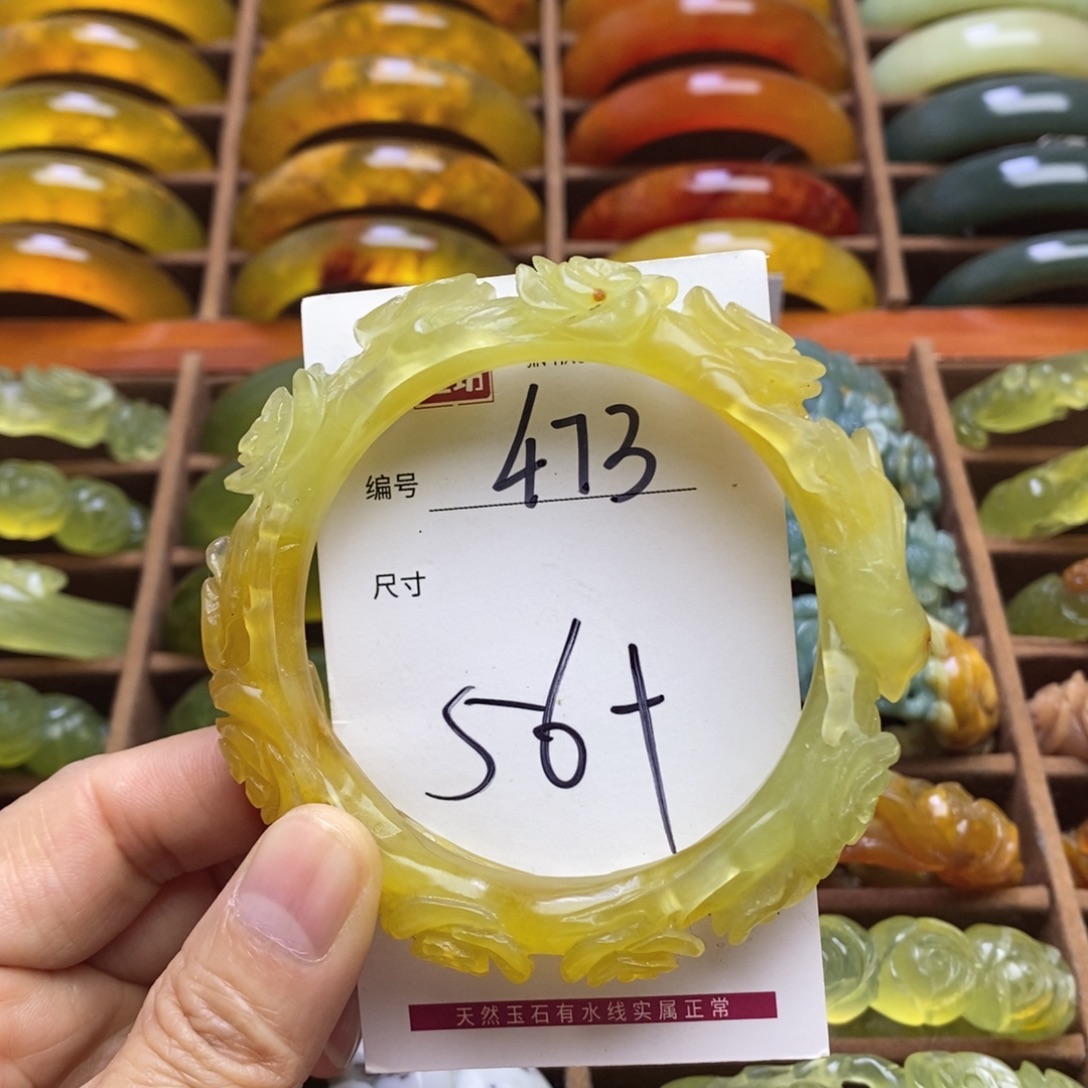 编号 473
尺寸
56+
天然玉石有水线实属正常